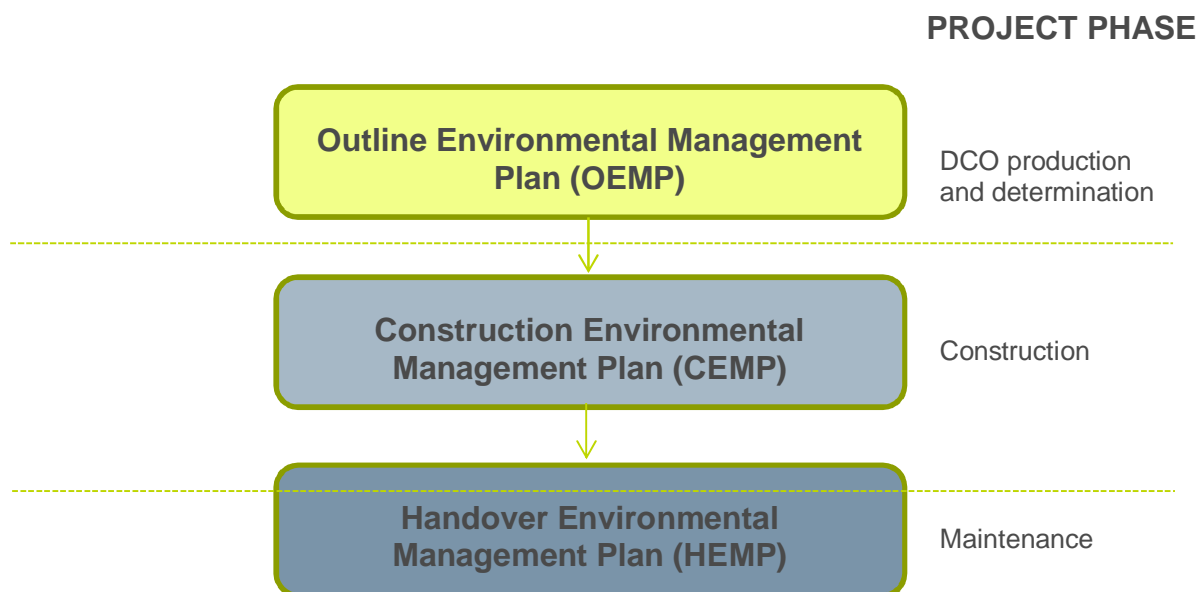 PROJECT PHASE
Outline Environmental Management
Plan (OEMP)
DCO production
and determination
Construction Environmental
Management Plan (CEMP)
Construction
Handover Environmental
Management Plan (HEMP)
Maintenance